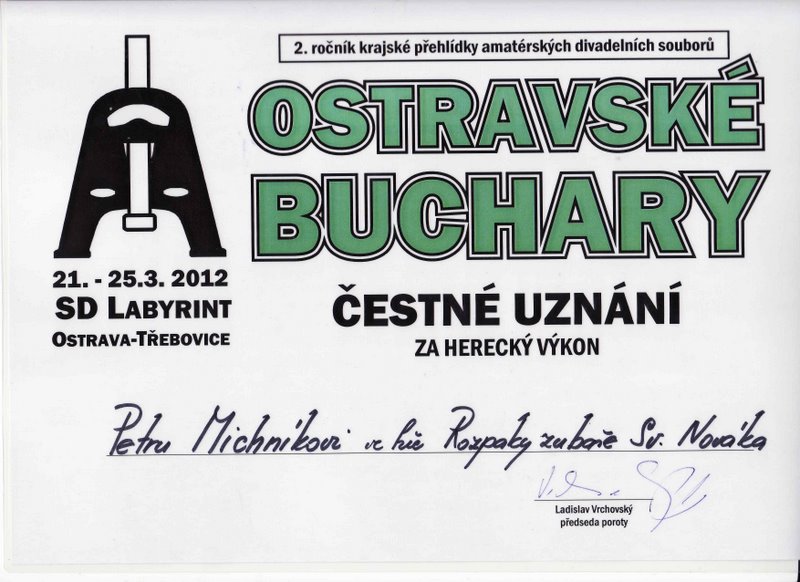 2. ročník krajské přehlídky amatérských divadelních souborů
OSTRAVSKÉ
BUCHARY
21. - 25.3. 2012
SD LABYRINT
OSTRAVA-TŘEBOVICE
ČESTNÉ UZNÁNÍ
ZA HERECKÝ VÝKON
Petru Michníkovi ve hře Rozpaky zubaře Sv. Nováka
Ladislav Vrchovský
předseda poroty